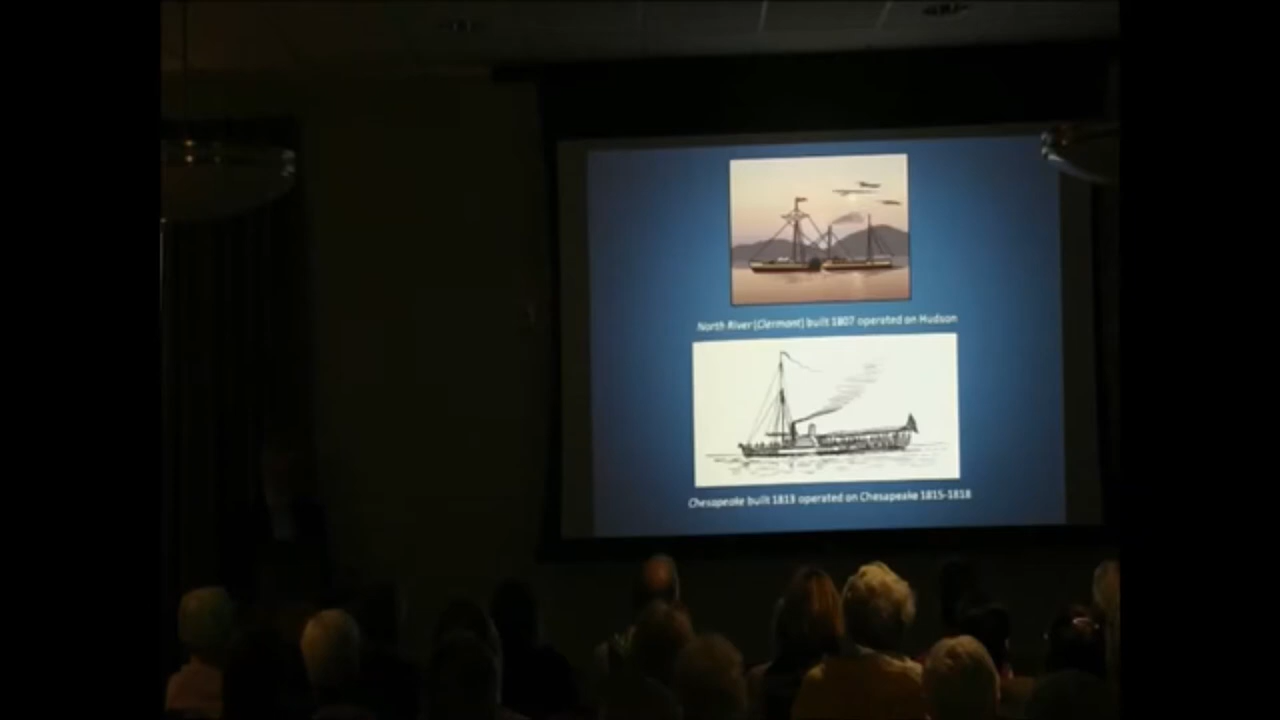 North River (Clermont) built 1807 operated on Hudson
Chesapeake built 1813 operated on Chesapeake 1815-1818